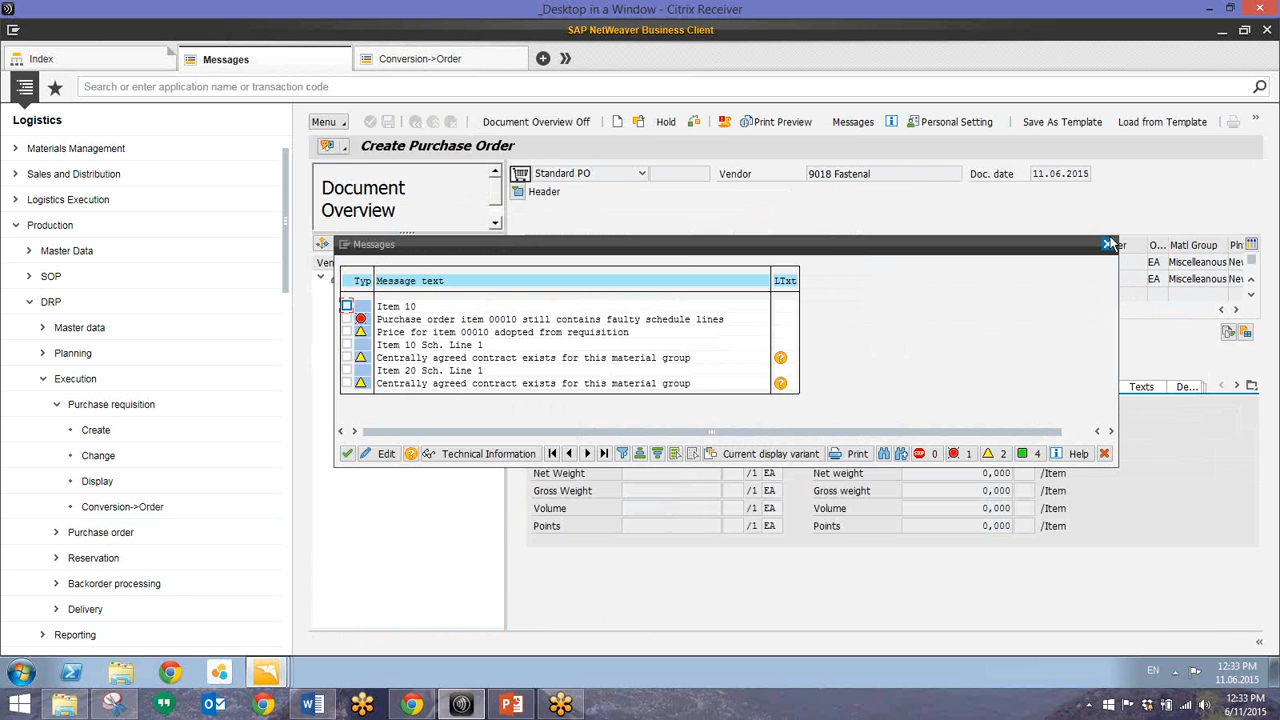 _Desktop in a Window - Citrix Receiver
SAP NetWeaver Business Client
Index
Messages
Conversion->Order
Search or enter application name or transaction code
Logistics
Materials Management
Sales and Distribution
Logistics Execution
Production
Master Data
SOP
DRP
Master data
Planning
Execution
Purchase requisition
Create
Change
Display
Conversion->Order
Purchase order
Reservation
Backorder processing
Delivery
Reporting
Menu
Document Overview Off
Hold
Print Preview
Messages
Personal Setting
Save As Template
Load from Template
Create Purchase Order
Document
Overview
Standard PO
Vendor
9018 Fastenal
Doc. date
11.06.2015
Header
O...
Matl Group
EA
EA
Messages
Typ Message text LTxt
Item 10
Purchase order item 00010 still contains faulty schedule lines
Price for item 00010 adopted from requisition
Item 10 Sch. Line 1
Centrally agreed contract exists for this material group
Item 20 Sch. Line 1
Centrally agreed contract exists for this material group
Edit
Technical Information
Current display variant
Print
0
1
2
4
Help
Texts
De...
Net Weight /1 EA Net weight 0,000 /Item
Gross Weight /1 EA Gross weight 0,000 /Item
Volume /1 EA Volume 0,000 /Item
Points /1 EA Points 0,000 /Item
EN
12:33 PM
11.06.2015
12:33 PM
6/11/2015